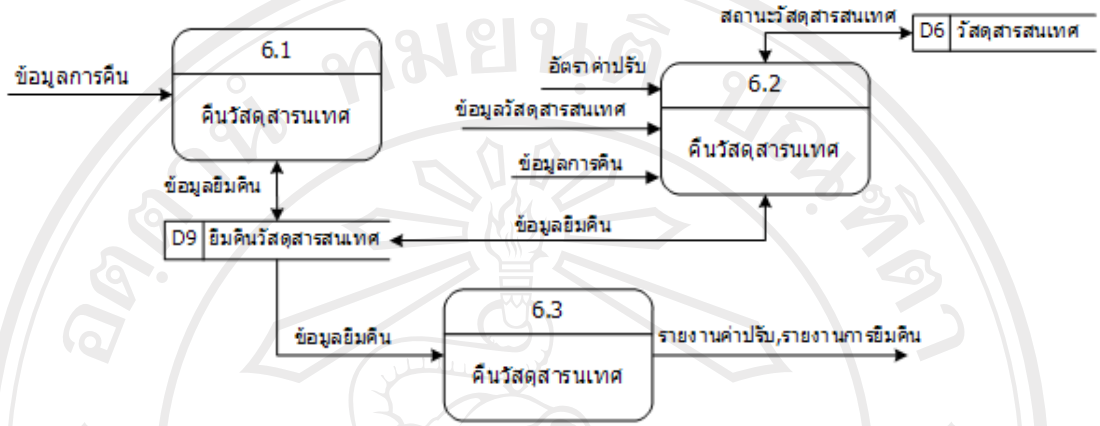 สถานะวัสดุสารสนเทศ
D6 วัสดุสารสนเทศ
6.1
ข้อมูลการคืน
คืนวัสดุสารนเทศ
อัตราค่าปรับ
6.2
ข้อมูลวัสดุสารสนเทศ
คืนวัสดุสารนเทศ
ข้อมูลการคืน
ข้อมูลยืมคืน
D9 ยืมคืนวัสดุสารสนเทศ
ข้อมูลยืมคืน
6.3
ข้อมูลยืมคืน
รายงานค่าปรับ,รายงานการยืมคืน
คืนวัสดุสารนเทศ